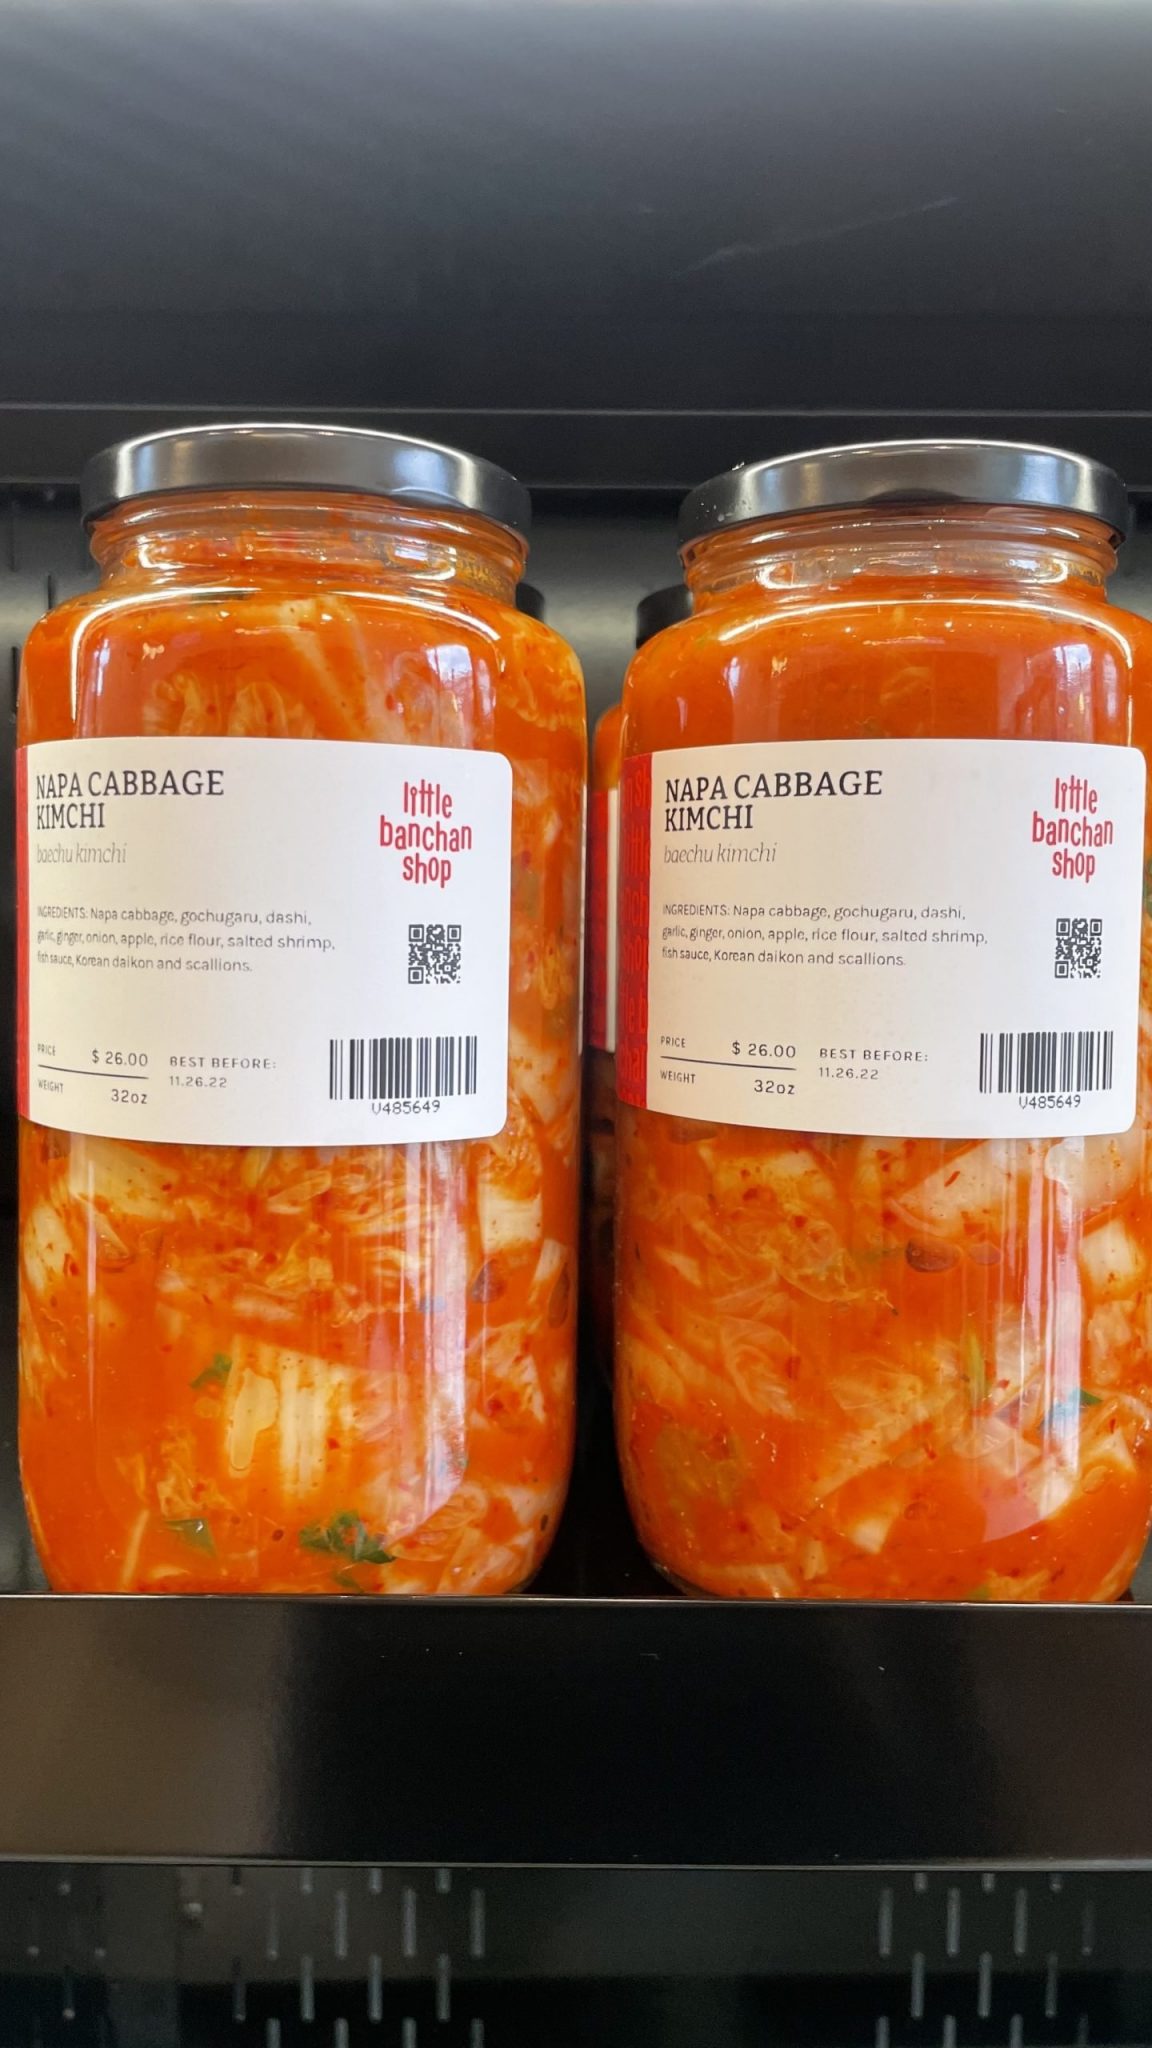 NAPA CABBAGE
KIMCHI
baechu kimchi
little
banchan
shop
INGREDIENTS: Napa cabbage, gochugaru, dashi,
garlic, ginger, onion, apple, rice flour, salted shrimp,
fish sauce, Korean daikon and scallions.
PRICE $ 26.00
WEIGHT 32oz
BEST BEFORE:
11.26.22
V485649
NAPA CABBAGE
KIMCHI
baechu kimchi
little
banchan
shop
INGREDIENTS: Napa cabbage, gochugaru, dashi,
garlic, ginger, onion, apple, rice flour, salted shrimp,
fish sauce, Korean daikon and scallions.
PRICE $ 26.00
WEIGHT 32oz
BEST BEFORE:
11.26.22
V485649